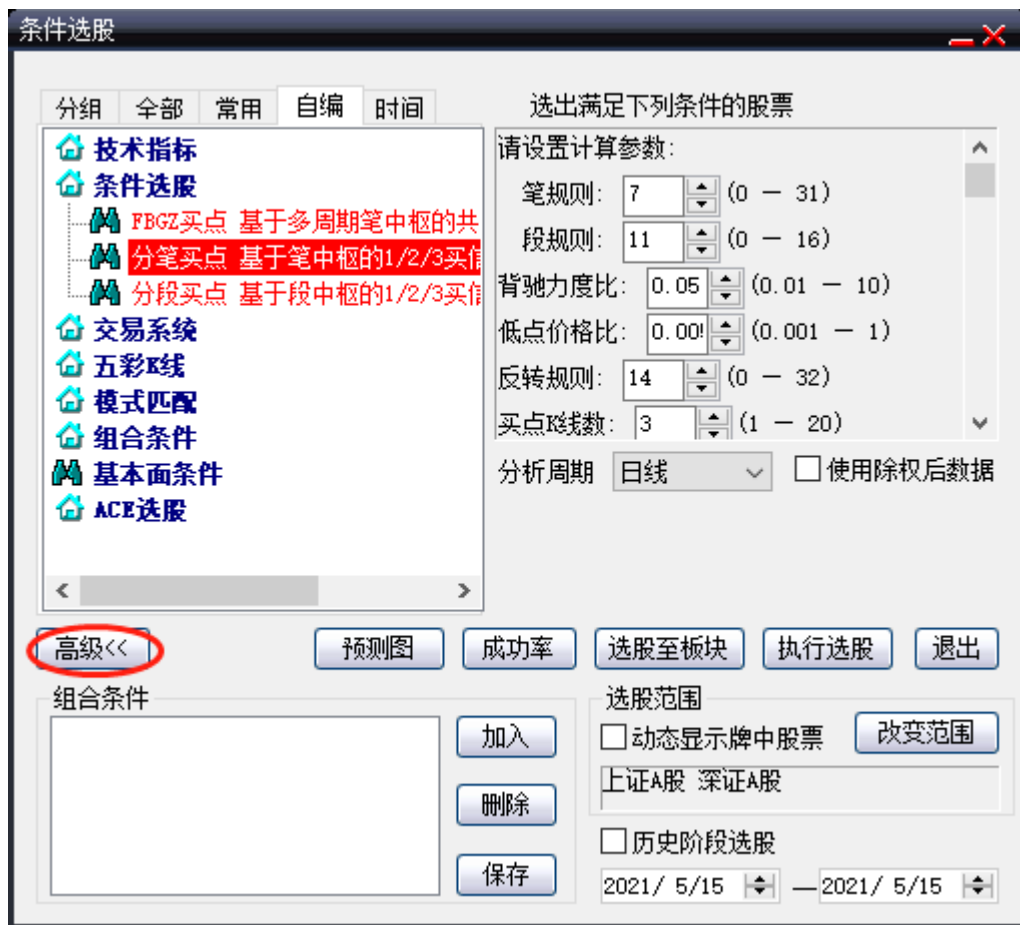 条件选股
分组 全部 常用 自编 时间
技术指标
条件选股
FBGZ买点 基于多周期笔中枢的共
分笔买点 基于笔中枢的1/2/3买信
分段买点 基于段中枢的1/2/3买信
交易系统
五彩K线
模式匹配
组合条件
基本面条件
ACE选股
选出满足下列条件的股票
请设置计算参数:
笔规则: 7 (0 - 31)
段规则: 11 (0 - 16)
背驰力度比: 0.05 (0.01 - 10)
低点价格比: 0.00 (0.001 - 1)
反转规则: 14 (0 - 32)
买点K线数: 3 (1 - 20)
分析周期 日线 使用除权后数据
高级<< 预测图 成功率 选股至板块 执行选股 退出
组合条件
加入
删除
保存
选股范围
动态显示牌中股票 改变范围
上证A股 深证A股
历史阶段选股
2021/ 5/15 — 2021/ 5/15